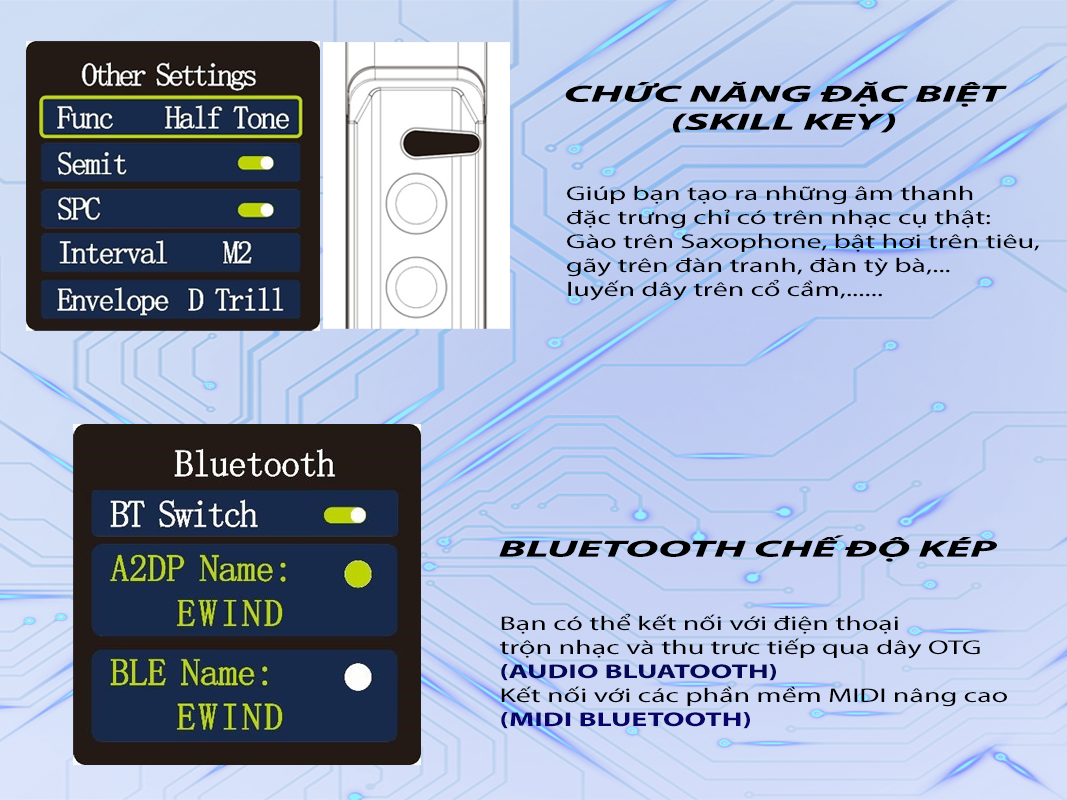 Other Settings
Func Half Tone
Semit
SPC
Interval M2
Envelope D Trill
CHỨC NĂNG ĐẶC BIỆT
(SKILL KEY)
Giúp bạn tạo ra những âm thanh
đặc trưng chỉ có trên nhạc cụ thật:
Gào trên Saxophone, bật hơi trên tiêu,
gãy trên đàn tranh, đàn tỳ bà,...
luyến dây trên cổ cầm,......
Bluetooth
BT Switch
A2DP Name:
EWIND
BLE Name:
EWIND
BLUETOOTH CHẾ ĐỘ KÉP
Bạn có thể kết nối với điện thoại
trộn nhạc và thu trưc tiếp qua dây OTG
(AUDIO BLUATOOTH)
Kết nối với các phần mềm MIDI nâng cao
(MIDI BLUETOOTH)